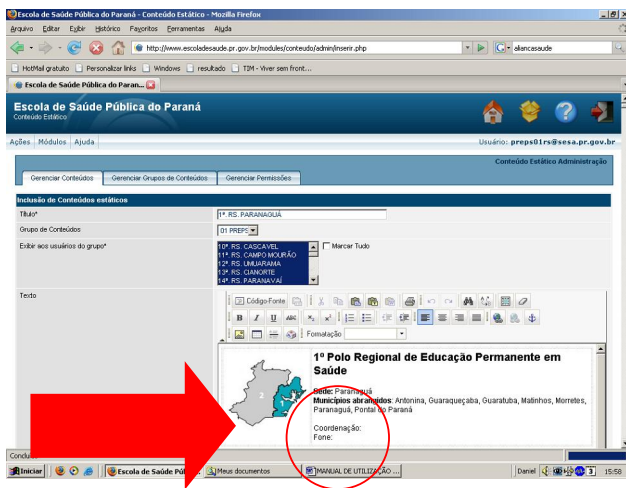 Escola de Saúde Pública do Paraná - Conteúdo Estático - Mozilla Firefox
Arquivo Editar Exibir Histórico Favoritos Ferramentas Ajuda
http://www.escoladesaude.pr.gov.br/modules/conteudo/admin/inserir.php
aliancasaude
HotMail gratuito Personalizar links Windows resultado TIM - Viver sem front...
Escola de Saúde Pública do Paran...
Escola de Saúde Pública do Paraná
Conteúdo Estático
Ações Módulos Ajuda
Usuário: preps01rs@sesa.pr.gov.br
Conteúdo Estático Administração
Gerenciar Conteúdos Gerenciar Grupos de Conteúdos Gerenciar Permissões
Inclusão de Conteúdos estáticos
Título*
1ª. RS. PARANAGUÁ
Grupo de Conteúdos
01 PREPS
Exibir aos usuários do grupo*
10ª. RS. CASCAVEL
11ª. RS. CAMPO MOURÃO
12ª. RS. UMUARAMA
13ª. RS. CIANORTE
14ª. RS. PARANAVAÍ
Marcar Tudo
Texto
Código-Fonte
B I U ABC
Formatação
1º Polo Regional de Educação Permanente em
Saúde
2
1
Sede: Paranaguá
Municípios abrangidos: Antonina, Guaraqueçaba, Guaratuba, Matinhos, Morretes,
Paranaguá, Pontal do Paraná
Coordenação:
Fone:
Iniciar
Escola de Saúde Púb
Meus documentos
MANUAL DE UTILIZAÇÃO ...
Daniel
3
15:58